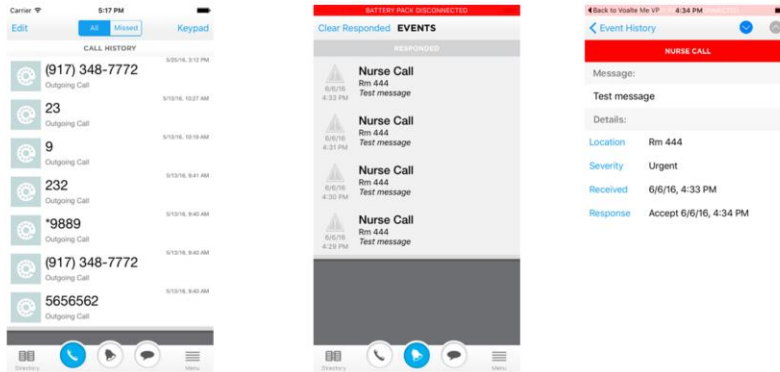 Carrier
5:17 PM
Edit
All
Missed
Keypad
CALL HISTORY
(917) 348-7772
Outgoing Call
5/25/16, 3:12 PM
23
Outgoing Call
5/13/16, 10:27 AM
9
Outgoing Call
5/13/16, 10:19 AM
232
Outgoing Call
5/13/16, 9:41 AM
*9889
Outgoing Call
5/13/16, 9:40 AM
(917) 348-7772
Outgoing Call
5/13/16, 9:40 AM
5656562
Outgoing Call
5/13/16, 9:40 AM
Directory
Menu
BATTERY PACK DISCONNECTED
Clear Responded
EVENTS
RESPONDED
Nurse Call
Rm 444
Test message
6/6/16
4:33 PM
Nurse Call
Rm 444
Test message
6/6/16
4:31 PM
Nurse Call
Rm 444
Test message
6/6/16
4:30 PM
Nurse Call
Rm 444
Test message
6/6/16
4:29 PM
Directory
Menu
Back to Voalte Me VP
4:34 PM
Event History
NURSE CALL
Message:
Test message
Details:
Location Rm 444
Severity Urgent
Received 6/6/16, 4:33 PM
Response Accept 6/6/16, 4:34 PM